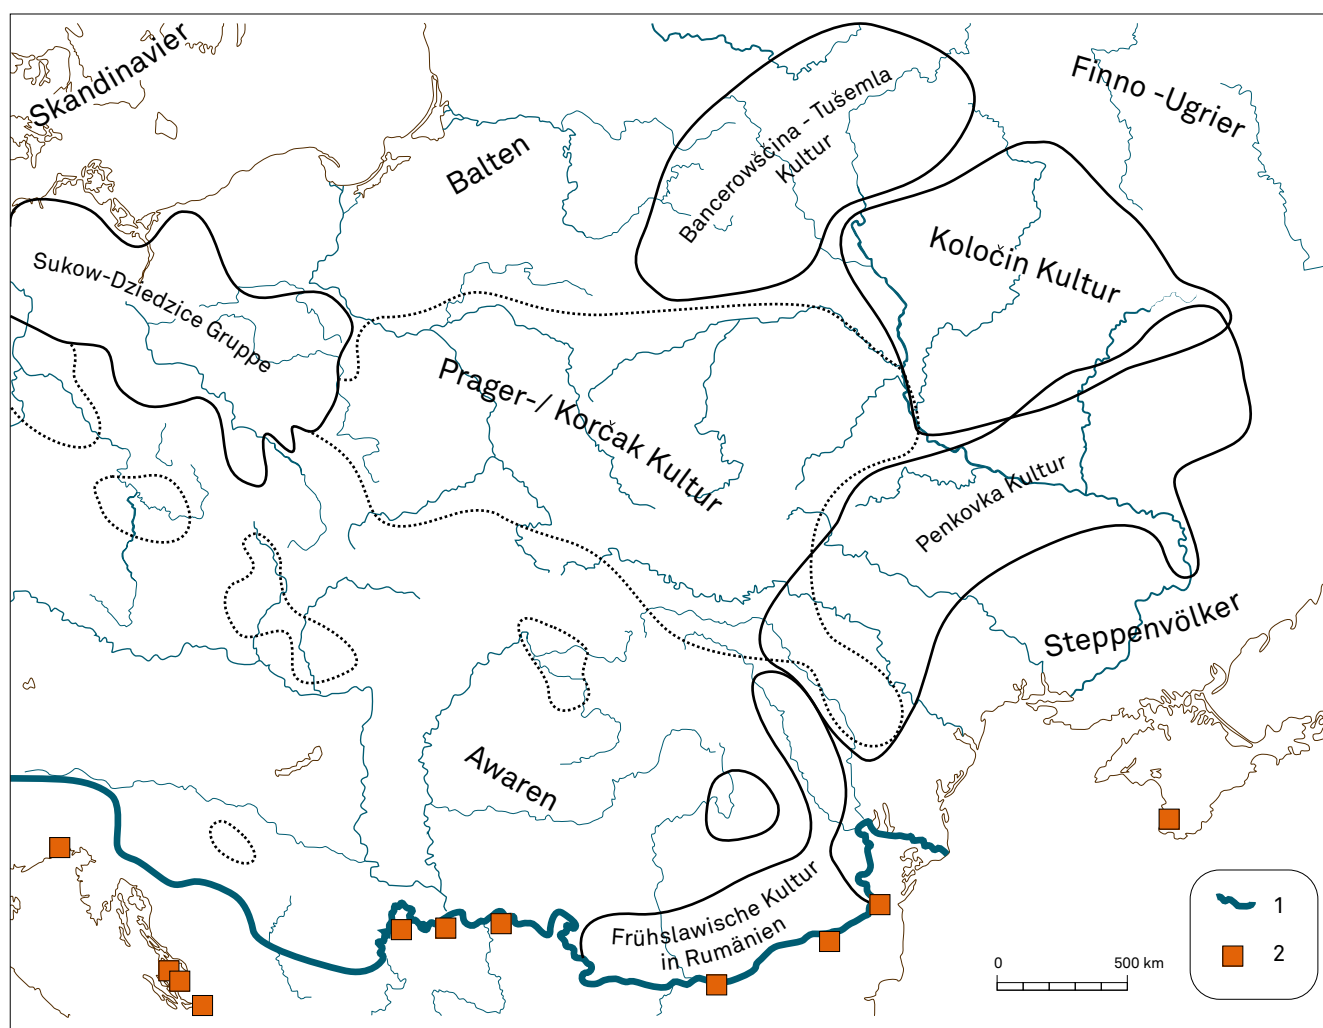 Skandinavier
Finno -Ugrier
Balten
Bancerowščina - Tušemla
Kultur
Koločin Kultur
Sukow-Dziedzice Gruppe
Prager-/ Korčak Kultur
Penkovka Kultur
Steppenvölker
Awaren
Frühslawische Kultur
in Rumänien
0 500 km
1
2